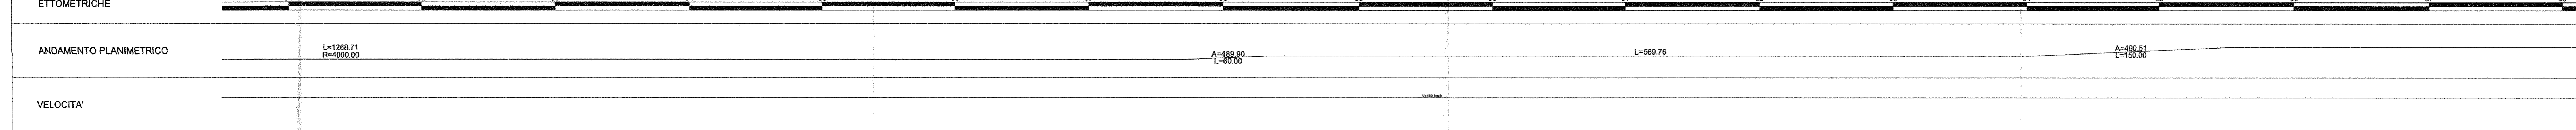 ETTOMETRICHE
ANDAMENTO PLANIMETRICO
L=1268.71
R=4000.00
A=489.90
L=60.00
L=569.76
A=490.51
L=150.00
VELOCITA'